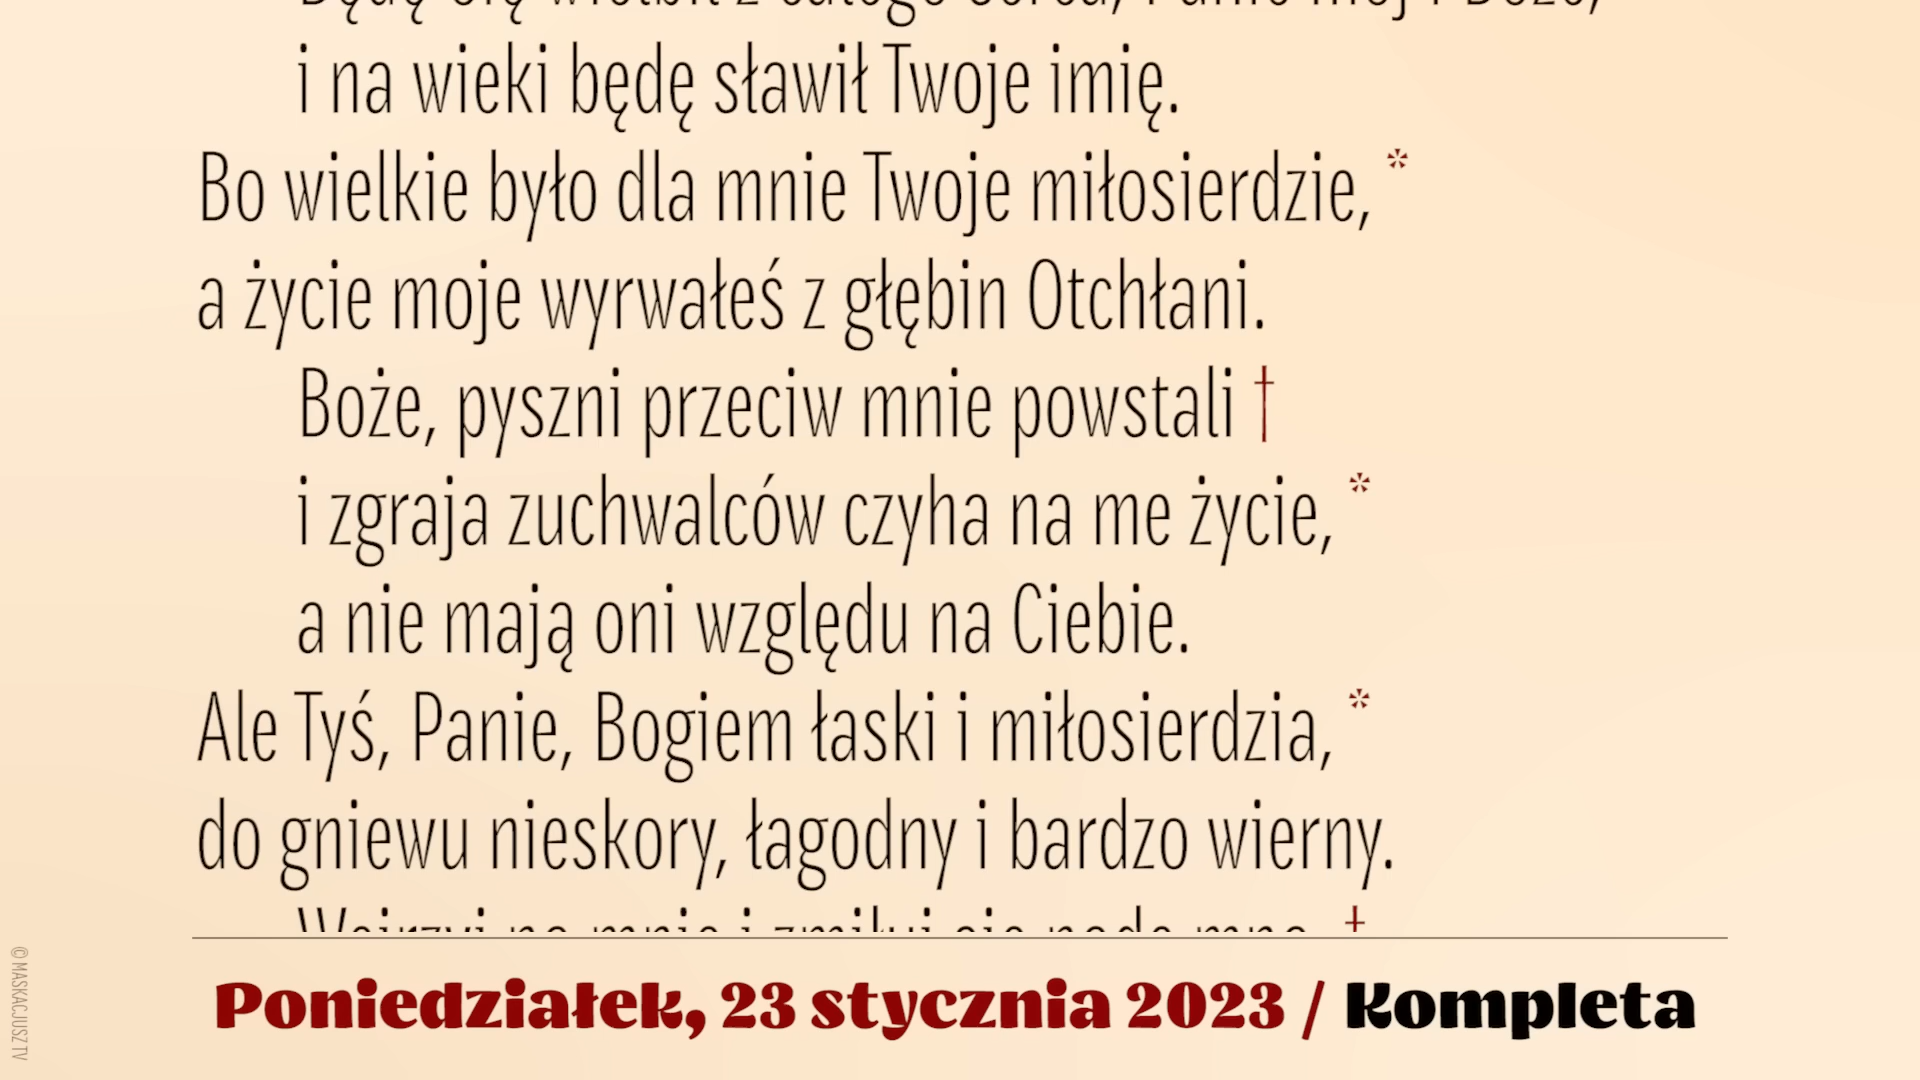 i na wieki będę sławił Twoje imię.
Bo wielkie było dla mnie Twoje miłosierdzie, *
a życie moje wyrwałeś z głębin Otchłani.
Boże, pyszni przeciw mnie powstali †
i zgraja zuchwalców czyha na me życie, *
a nie mają oni względu na Ciebie.
Ale Tyś, Panie, Bogiem łaski i miłosierdzia, *
do gniewu nieskory, łagodny i bardzo wierny.
Poniedziałek, 23 stycznia 2023 / Kompleta
© MASKACJUSZ TV